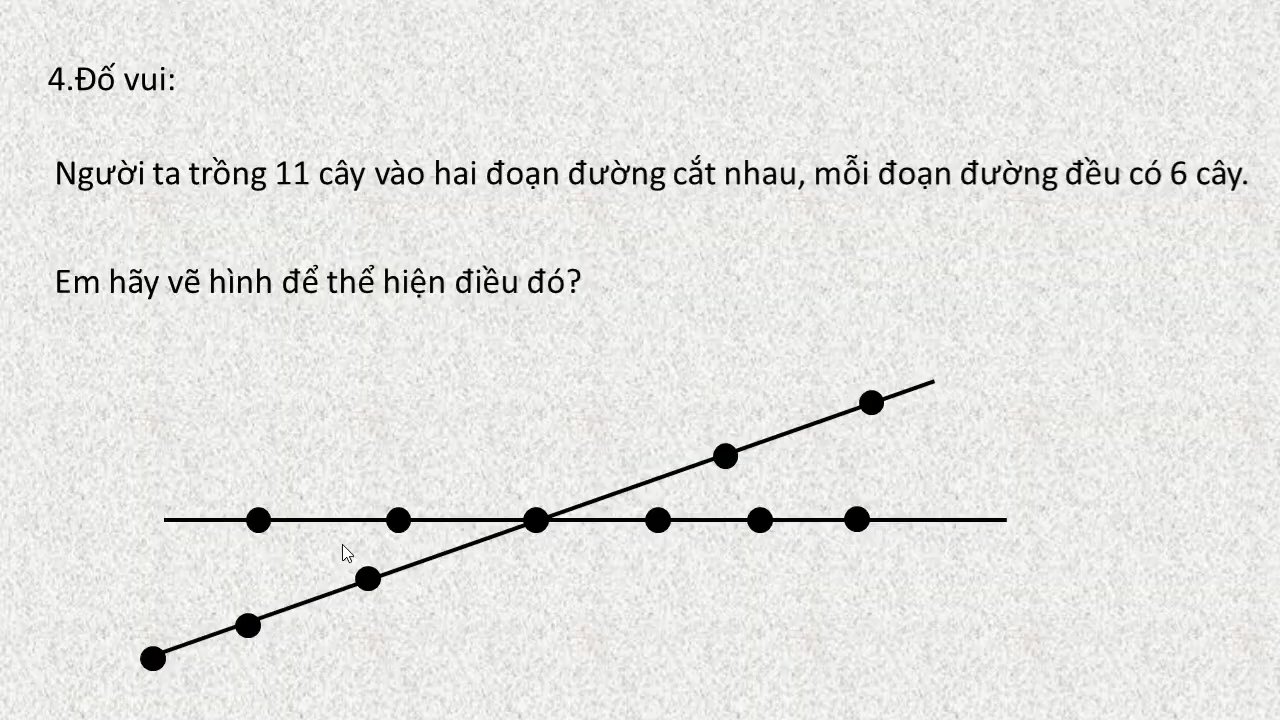 4.Đố vui:
Người ta trồng 11 cây vào hai đoạn đường cắt nhau, mỗi đoạn đường đều có 6 cây.
Em hãy vẽ hình để thể hiện điều đó?